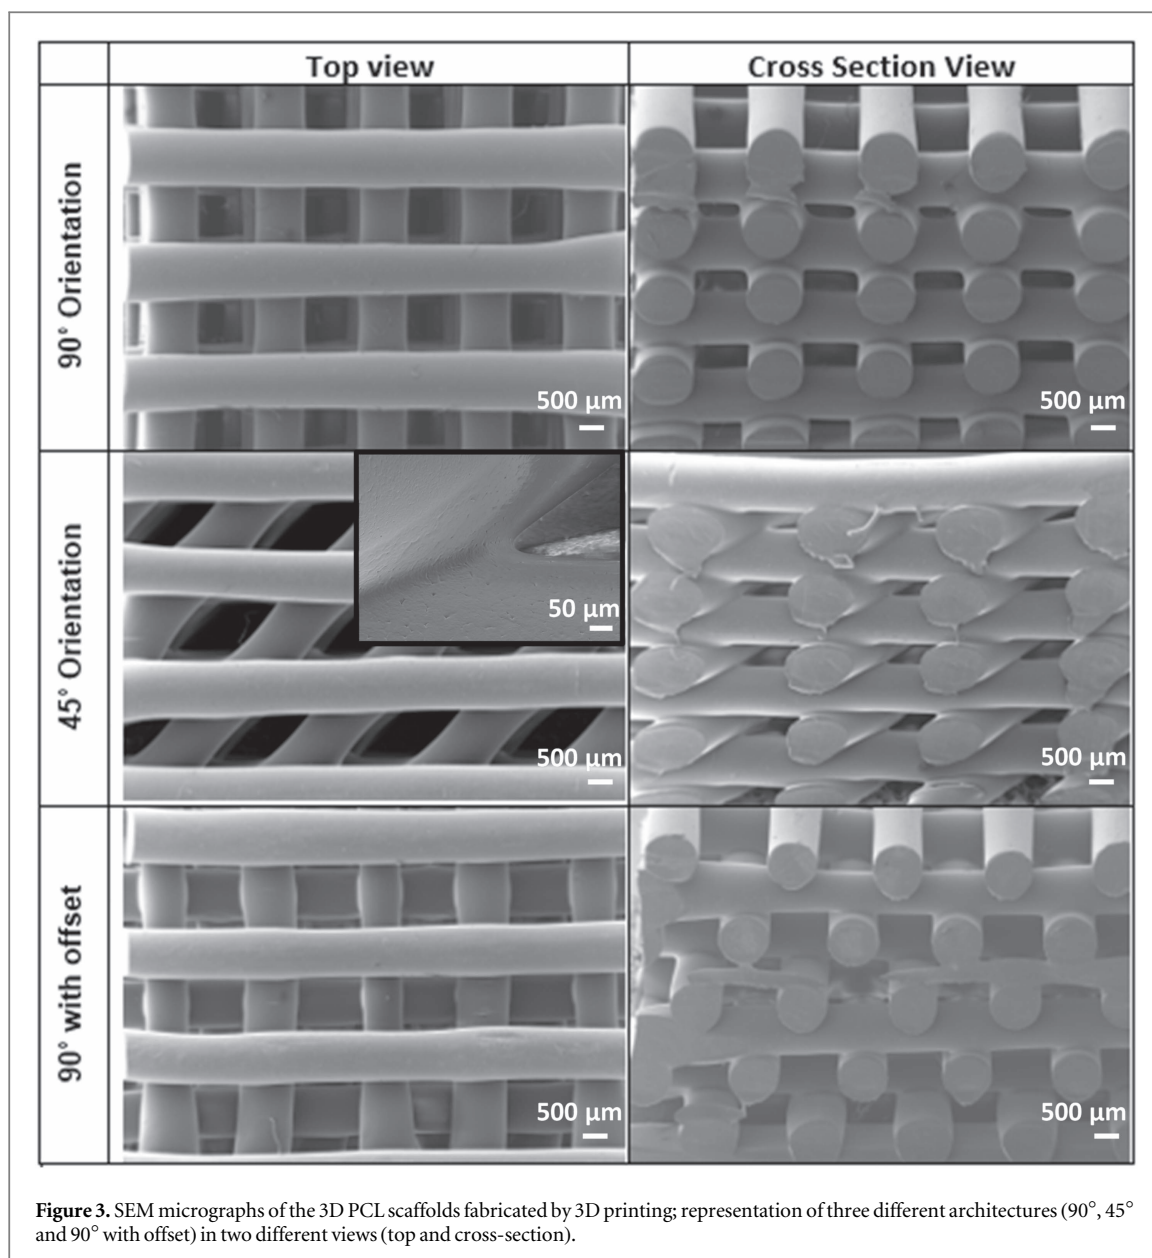 Top view
Cross Section View
90° Orientation
500 µm
500 µm
45° Orientation
50 µm
500 µm
500 µm
90° with offset
500 µm
500 µm
Figure 3. SEM micrographs of the 3D PCL scaffolds fabricated by 3D printing; representation of three different architectures (90°, 45°
and 90° with offset) in two different views (top and cross-section).